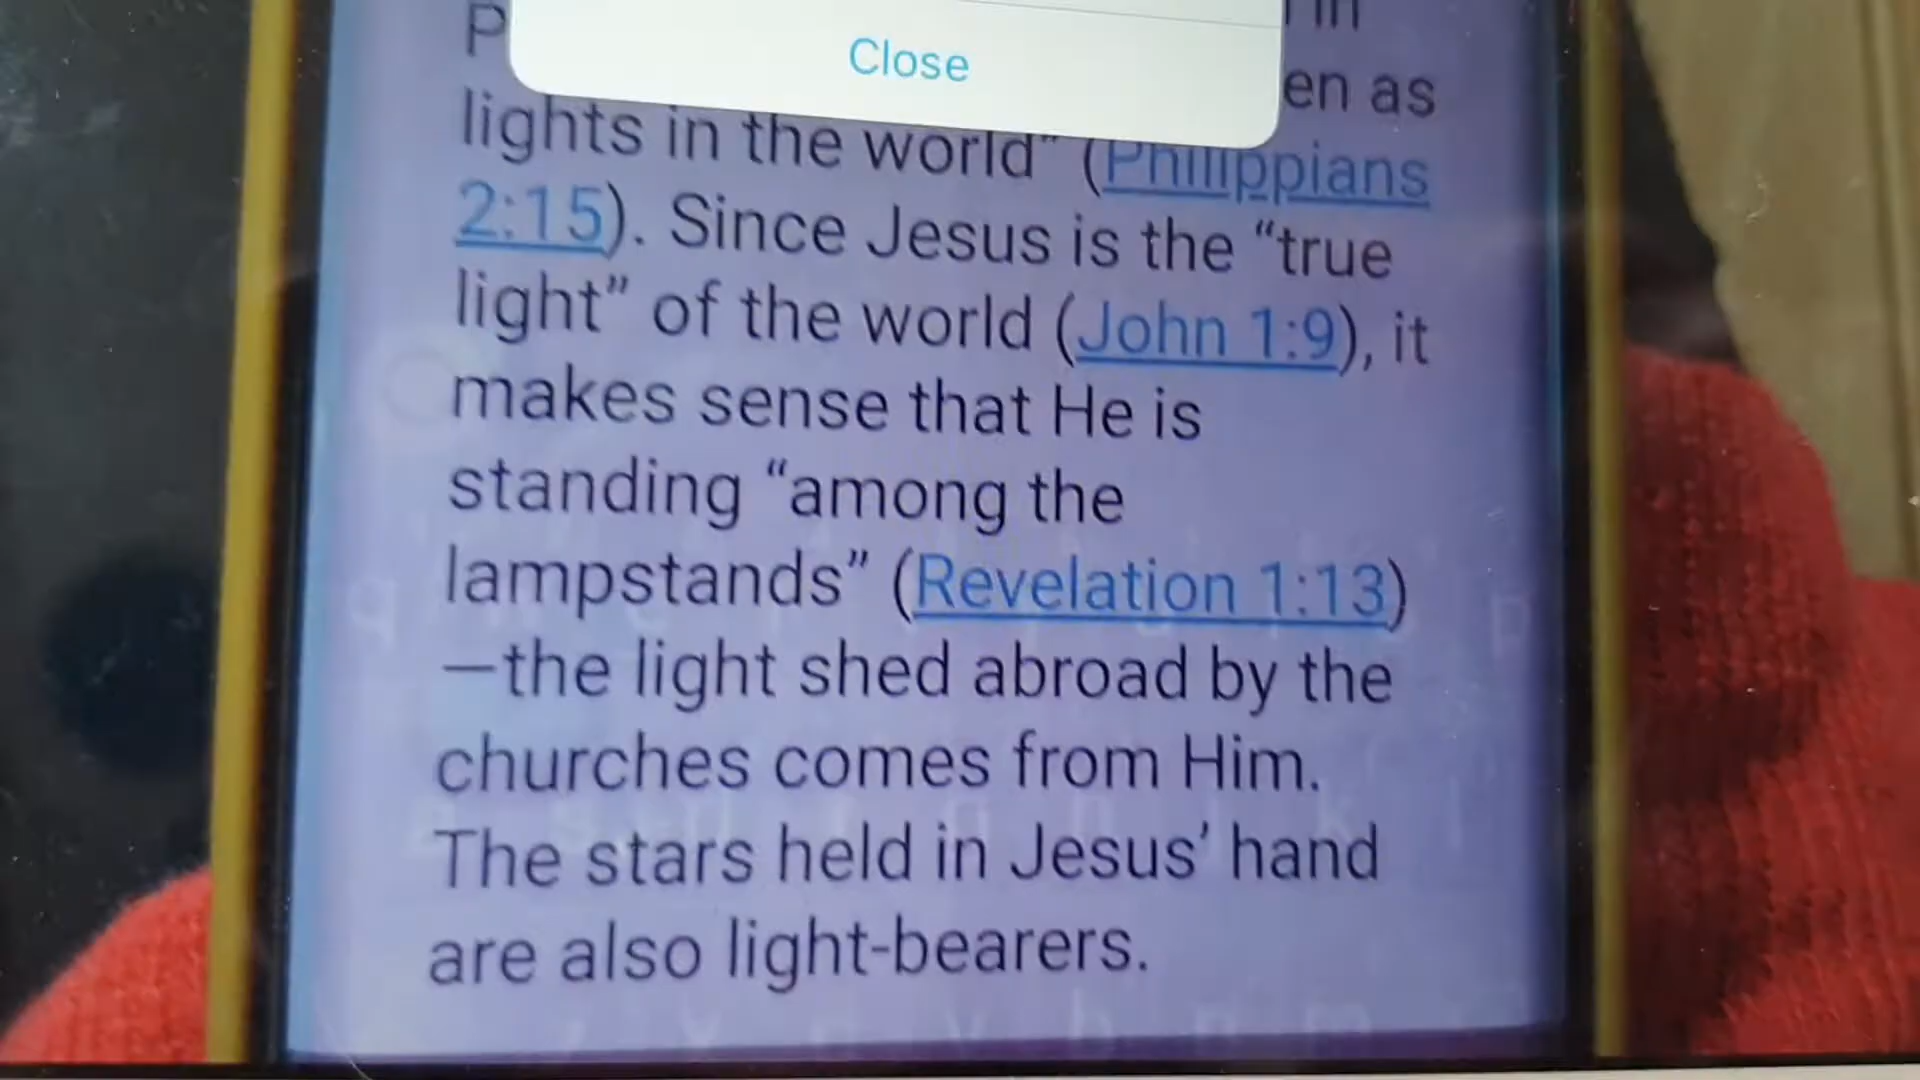 P
Close
in
en as
lights in the world” (Philippians
2:15). Since Jesus is the “true
light” of the world (John 1:9), it
makes sense that He is
standing “among the
lampstands” (Revelation 1:13)
—the light shed abroad by the
churches comes from Him.
The stars held in Jesus’ hand
are also light-bearers.